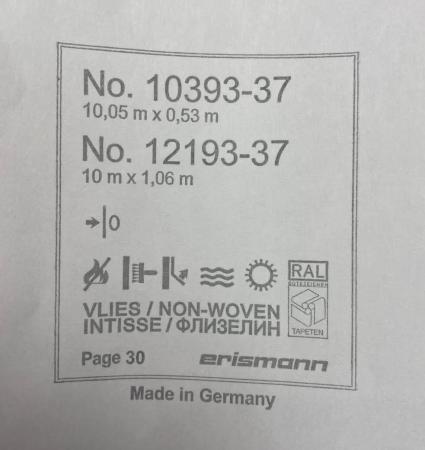 No. 10393-37
10,05 m x 0,53 m
No. 12193-37
10 m x 1,06 m
0
RAL
GÜTEZEICHEN
TAPETEN
VLIES / NON-WOVEN
INTISSE / ФЛИЗЕЛИН
Page 30
erismann
Made in Germany